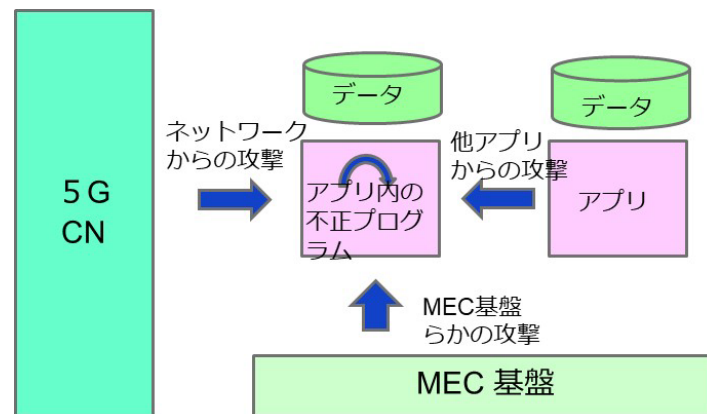 5G
CN
ネットワーク
からの攻撃
データ
アプリ内の
不正プログ
ラム
他アプリ
からの攻撃
データ
アプリ
MEC基盤
らかの攻撃
MEC 基盤